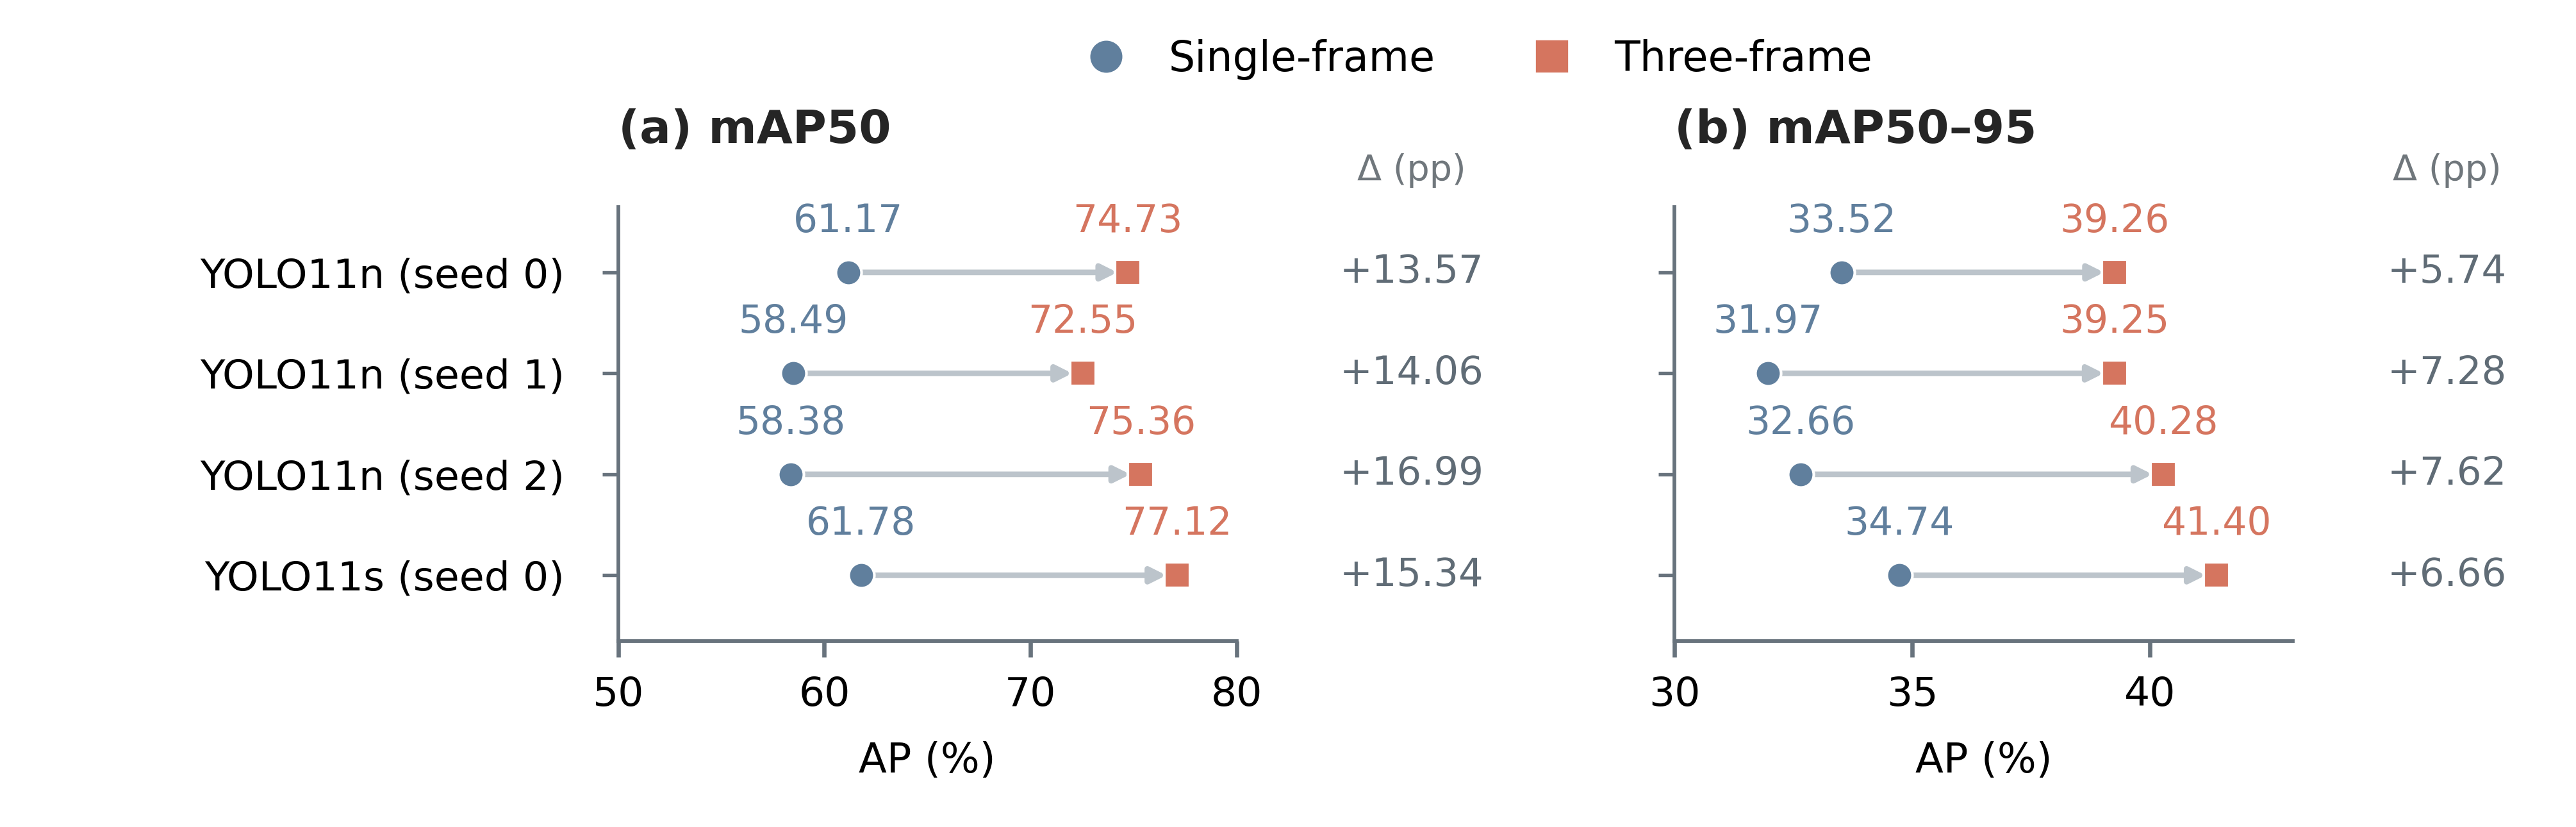 Single-frame Three-frame
(a) mAP50 (b) mAP50–95
Δ (pp) Δ (pp)
61.17 74.73 33.52 39.26
YOLO11n (seed 0) +13.57 +5.74
58.49 72.55 31.97 39.25
YOLO11n (seed 1) +14.06 +7.28
58.38 75.36 32.66 40.28
YOLO11n (seed 2) +16.99 +7.62
61.78 77.12 34.74 41.40
YOLO11s (seed 0) +15.34 +6.66
50 60 70 80 30 35 40
AP (%) AP (%)